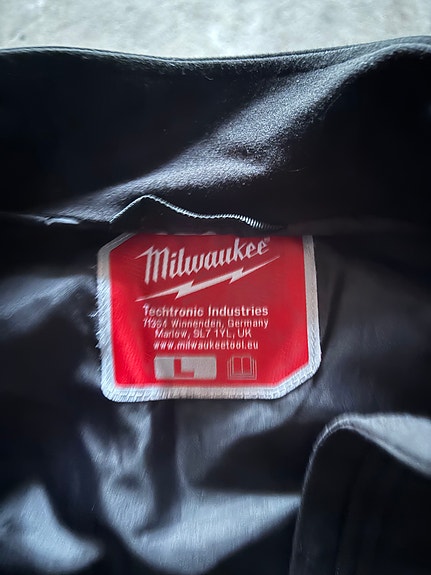 Milwaukee
Techtronic Industries
71364 Winnenden, Germany
Marlow, SL7 1YL, UK
www.milwaukeetool.eu
L